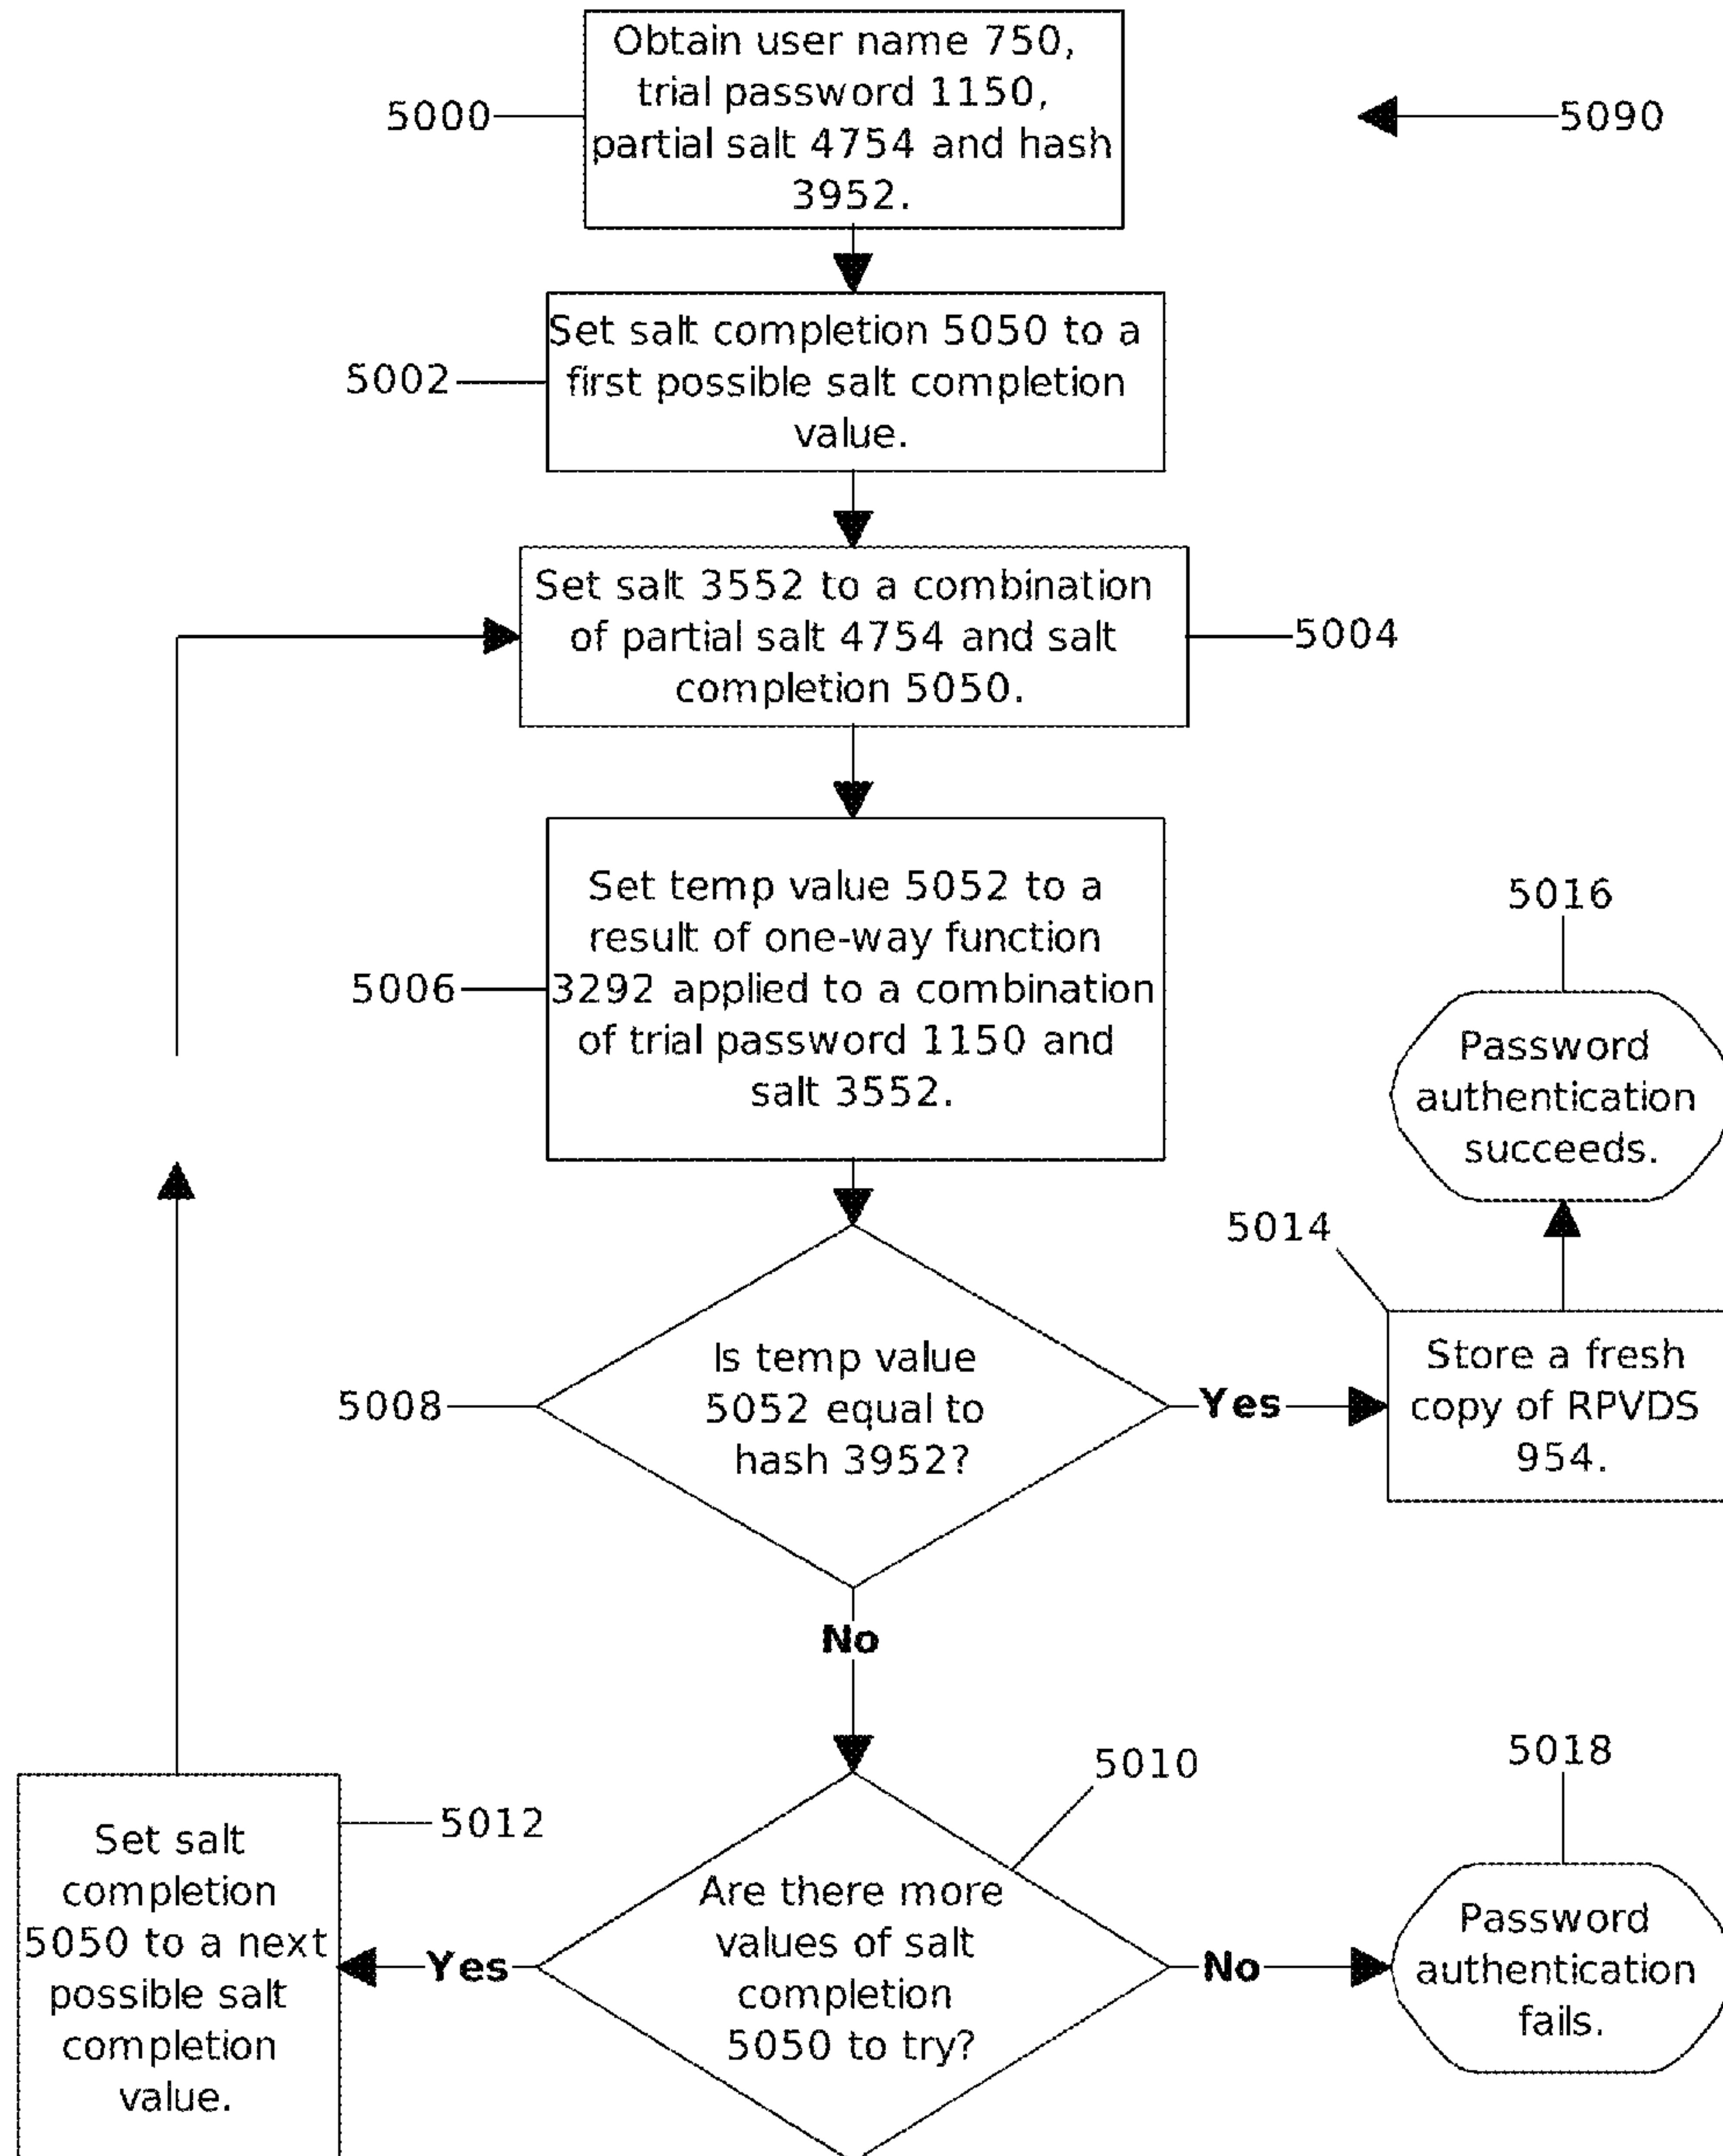 Obtain user name 750,
trial password 1150,
partial salt 4754 and hash
3952.
5000
5090
Set salt completion 5050 to a
first possible salt completion
value.
5002
Set salt 3552 to a combination
of partial salt 4754 and salt
completion 5050.
5004
Set temp value 5052 to a
result of one-way function
3292 applied to a combination
of trial password 1150 and
salt 3552.
5006
5016
Password
authentication
succeeds.
5014
Is temp value
5052 equal to
hash 3952?
5008
Yes
Store a fresh
copy of RPVDS
954.
No
5010
5018
Set salt
completion
5050 to a next
possible salt
completion
value.
5012
Yes
Are there more
values of salt
completion
5050 to try?
No
Password
authentication
fails.